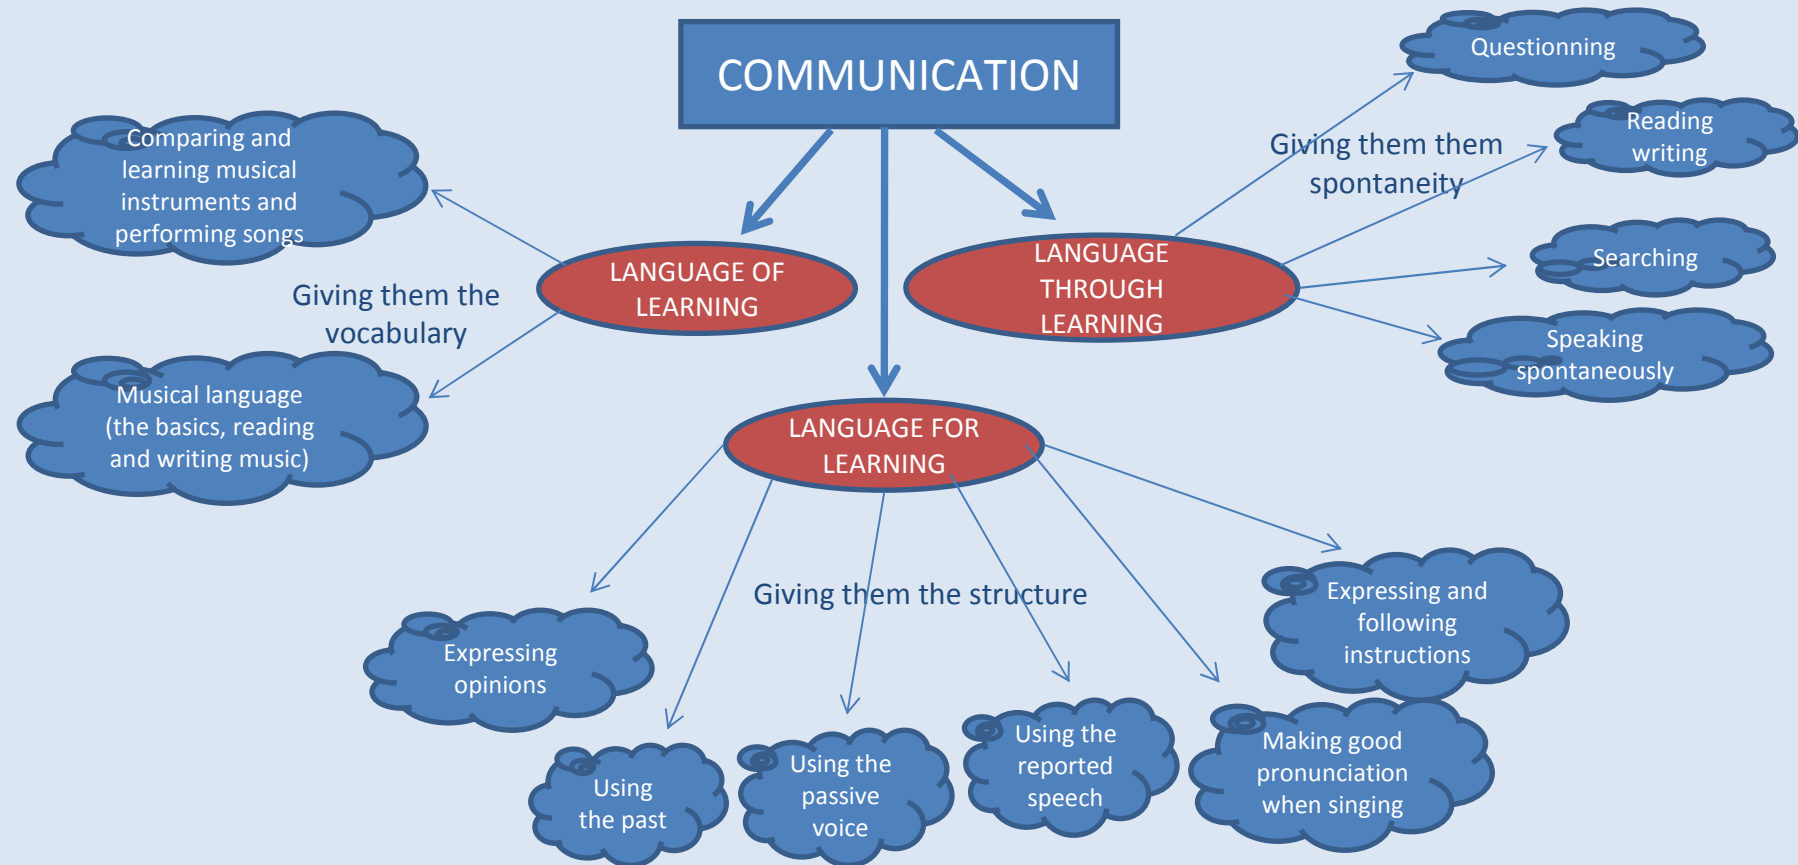 COMMUNICATION
Questionning
Reading
writing
Giving them them
spontaneity
Searching
Speaking
spontaneously
LANGUAGE
THROUGH
LEARNING
Comparing and
learning musical
instruments and
performing songs
LANGUAGE OF
LEARNING
Giving them the
vocabulary
Musical language
(the basics, reading
and writing music)
LANGUAGE FOR
LEARNING
Giving them the structure
Expressing
opinions
Using
the past
Using the
passive
voice
Using the
reported
speech
Making good
pronunciation
when singing
Expressing and
following
instructions